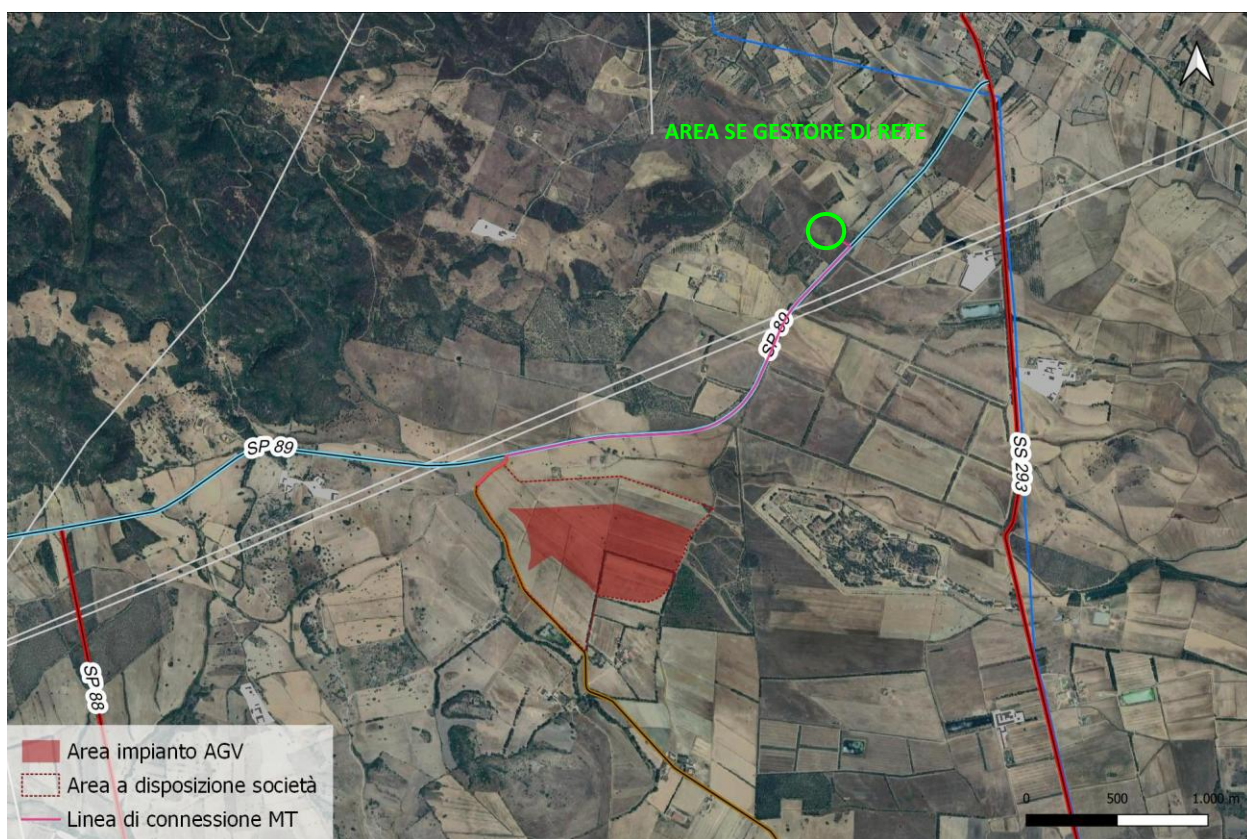 AREA SE GESTORE DI RETE
SP 89
SP 89
SS 293
SP 88
Area impianto AGV
Area a disposizione società
Linea di connessione MT
0 500 1.000 m